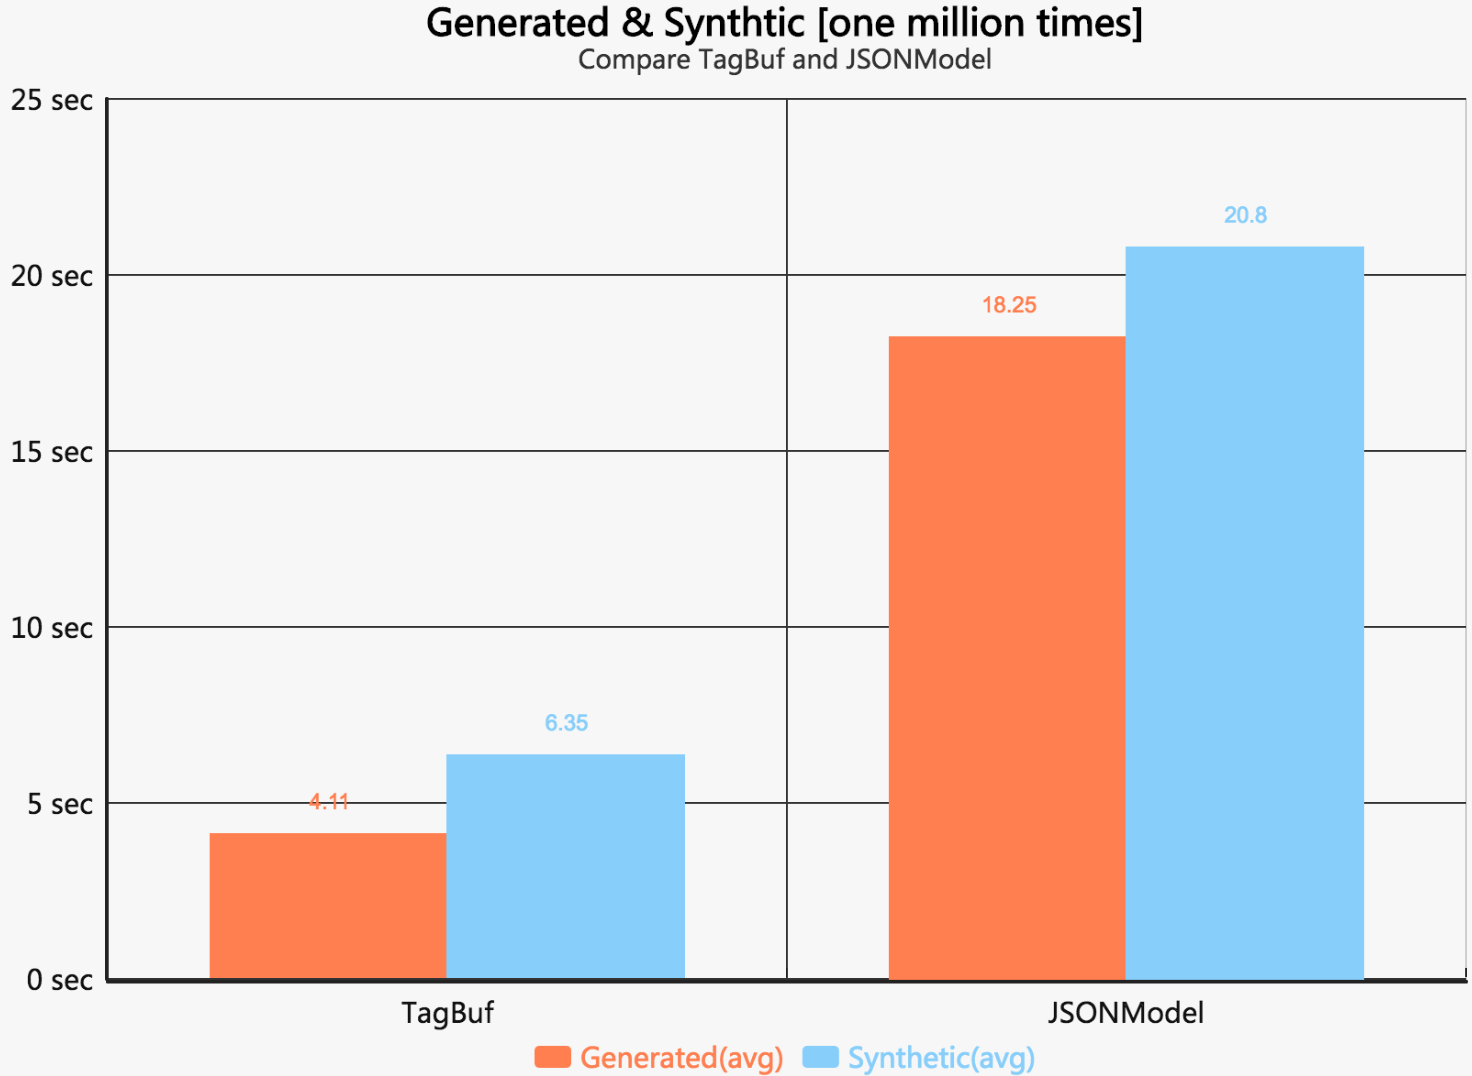 Generated & Synthtic [one million times]
Compare TagBuf and JSONModel
25 sec
20.8
20 sec
18.25
15 sec
10 sec
6.35
5 sec
4.11
0 sec
TagBuf JSONModel
Generated(avg) Synthetic(avg)